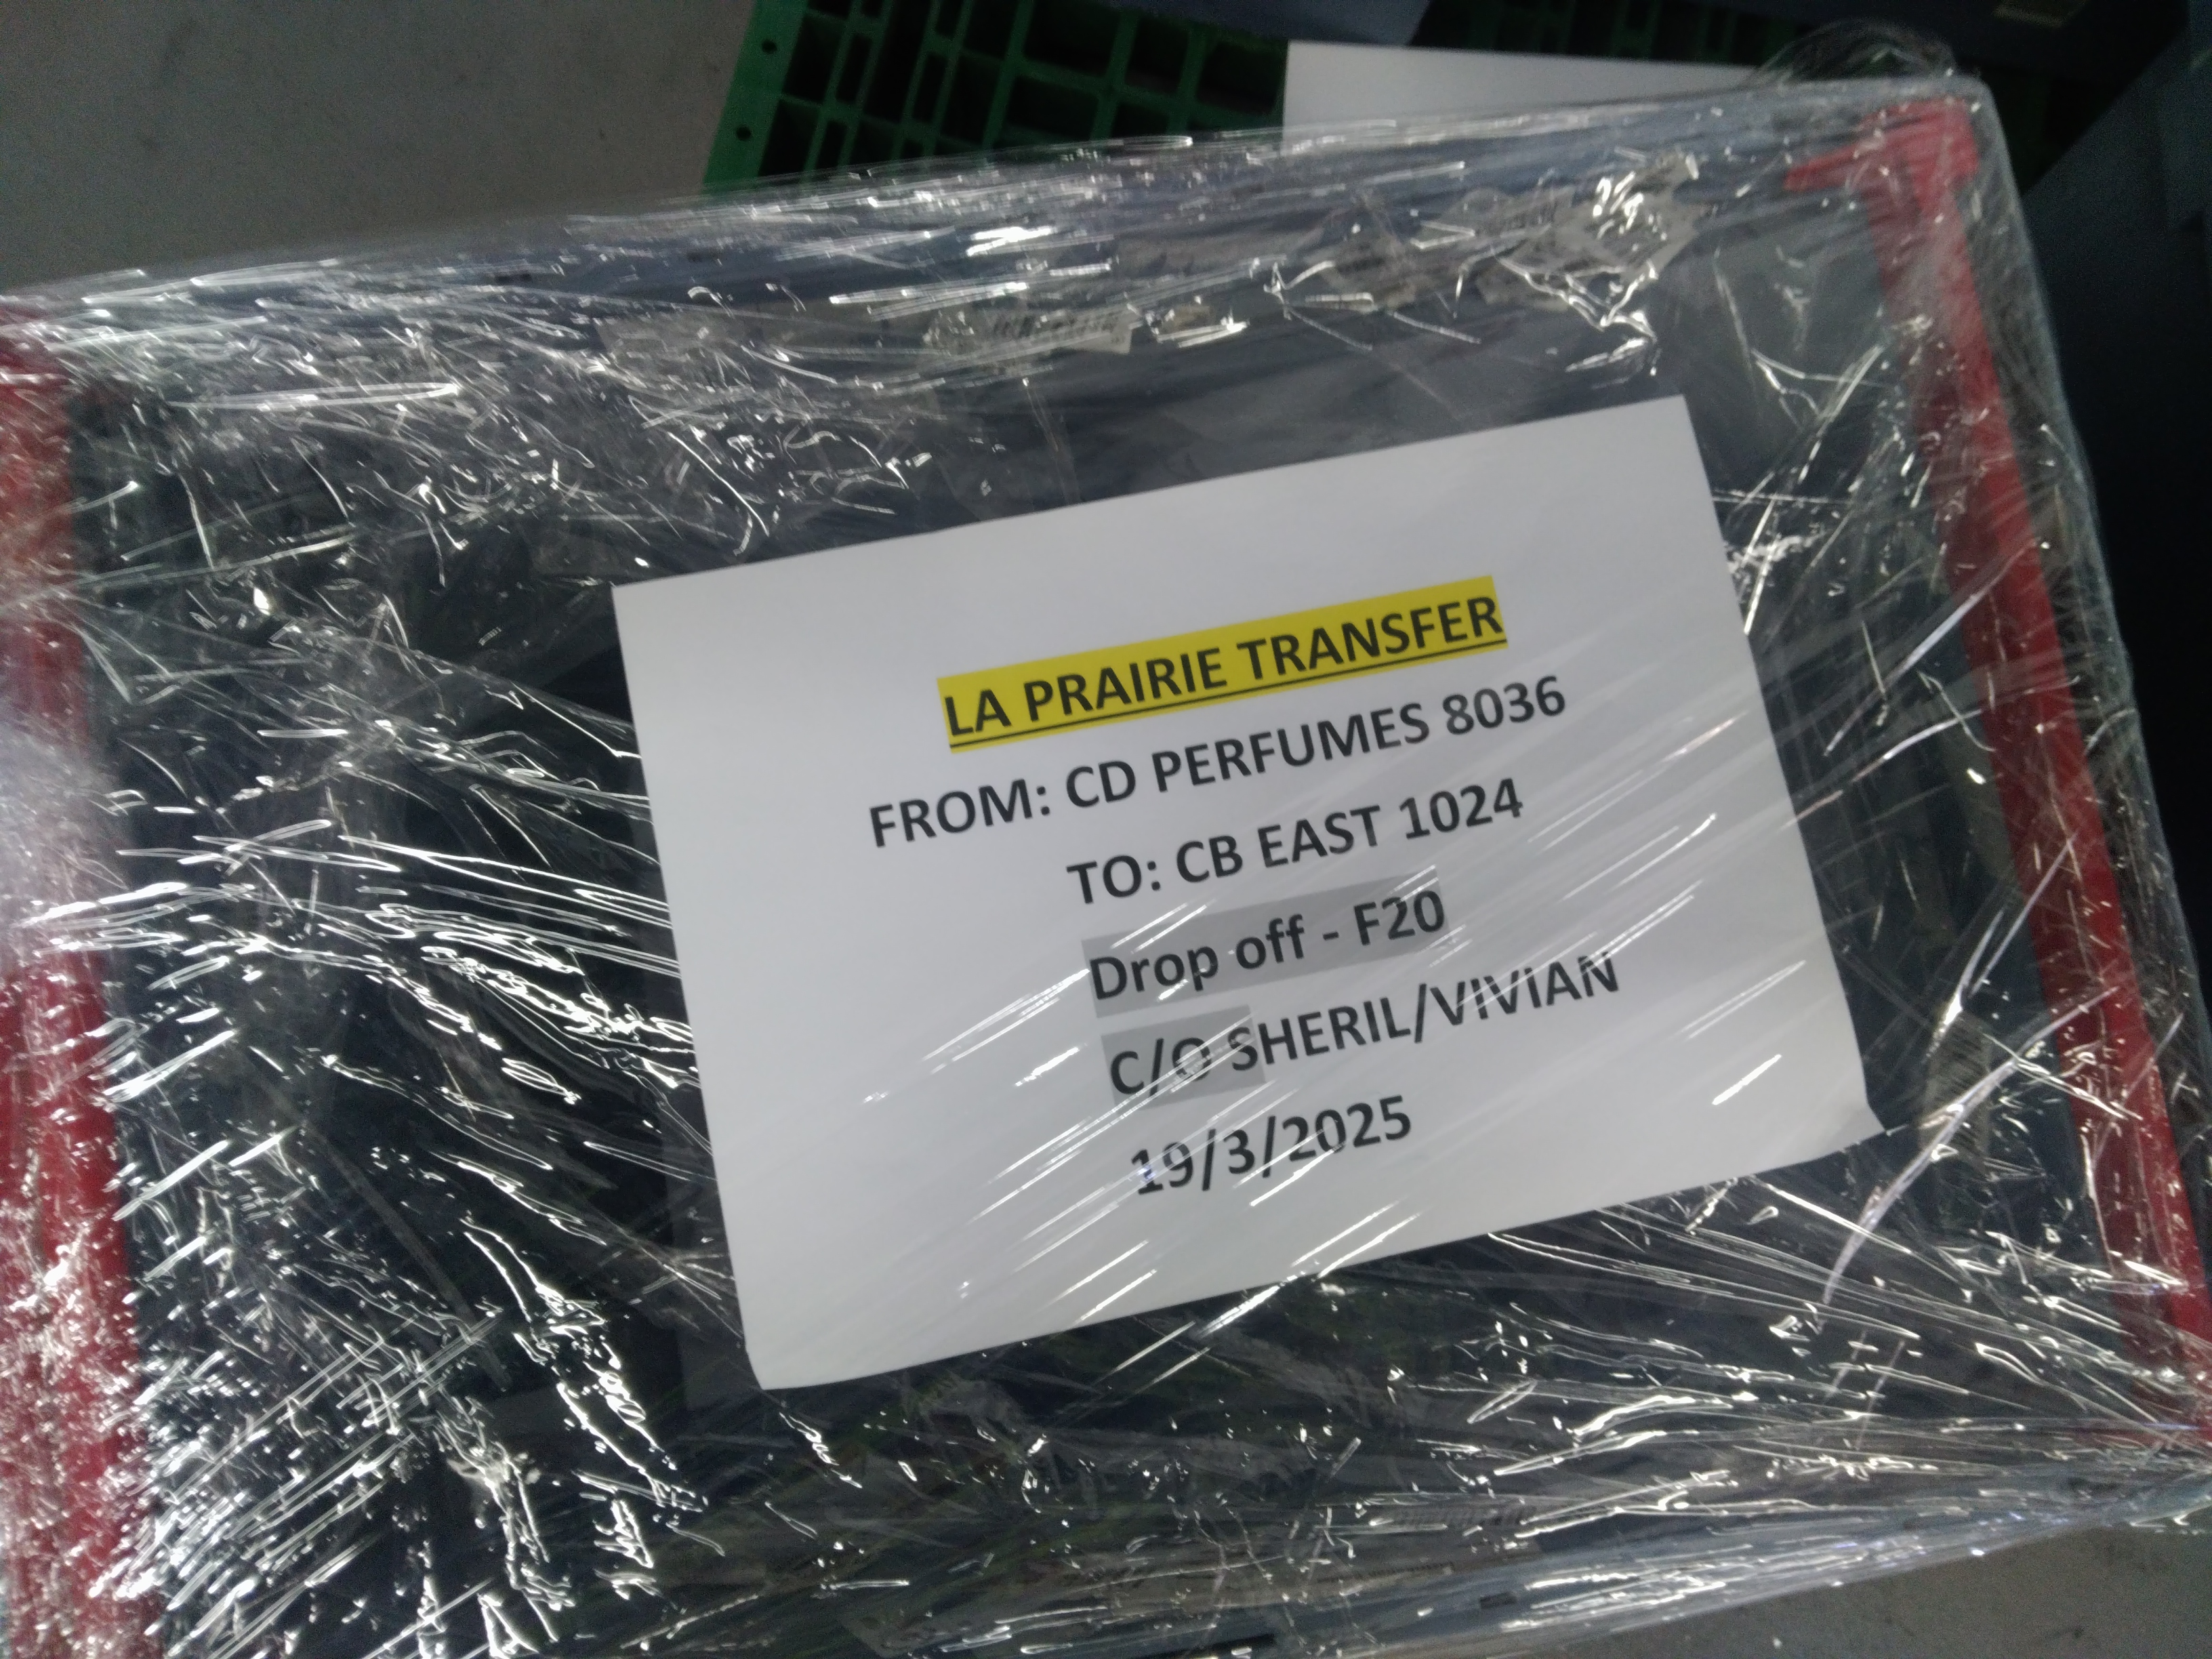 LA PRAIRIE TRANSFER
FROM: CD PERFUMES 8036
TO: CB EAST 1024
Drop off - F20
C/O SHERIL/VIVIAN
19/3/2025